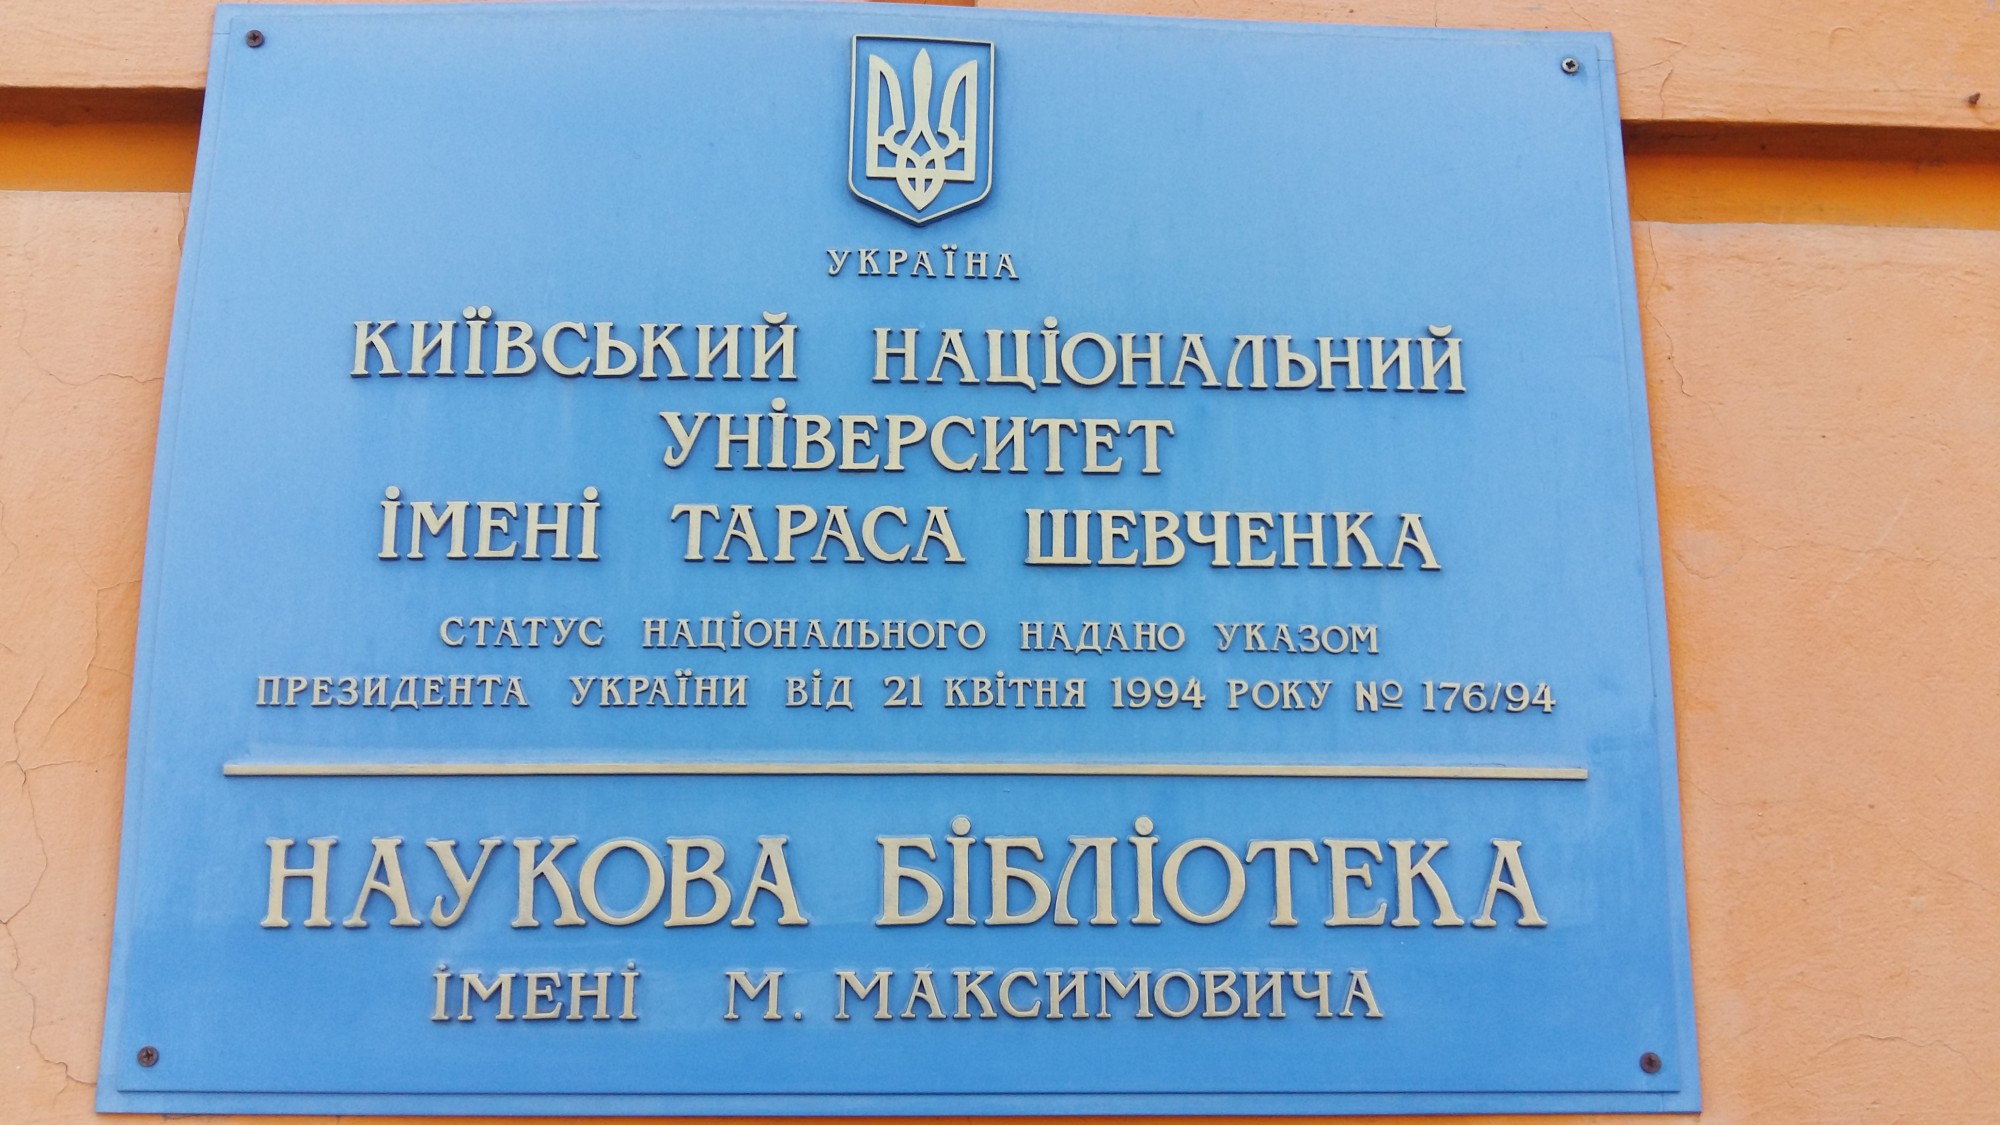 УКРАЇНА
КИЇВСЬКИЙ НАЦІОНАЛЬНИЙ
УНІВЕРСИТЕТ
ІМЕНІ ТАРАСА ШЕВЧЕНКА
СТАТУС НАЦІОНАЛЬНОГО НАДАНО УКАЗОМ
ПРЕЗИДЕНТА УКРАЇНИ ВІД 21 КВІТНЯ 1994 РОКУ № 176/94
НАУКОВА БІБЛІОТЕКА
ІМЕНІ М. МАКСИМОВИЧА